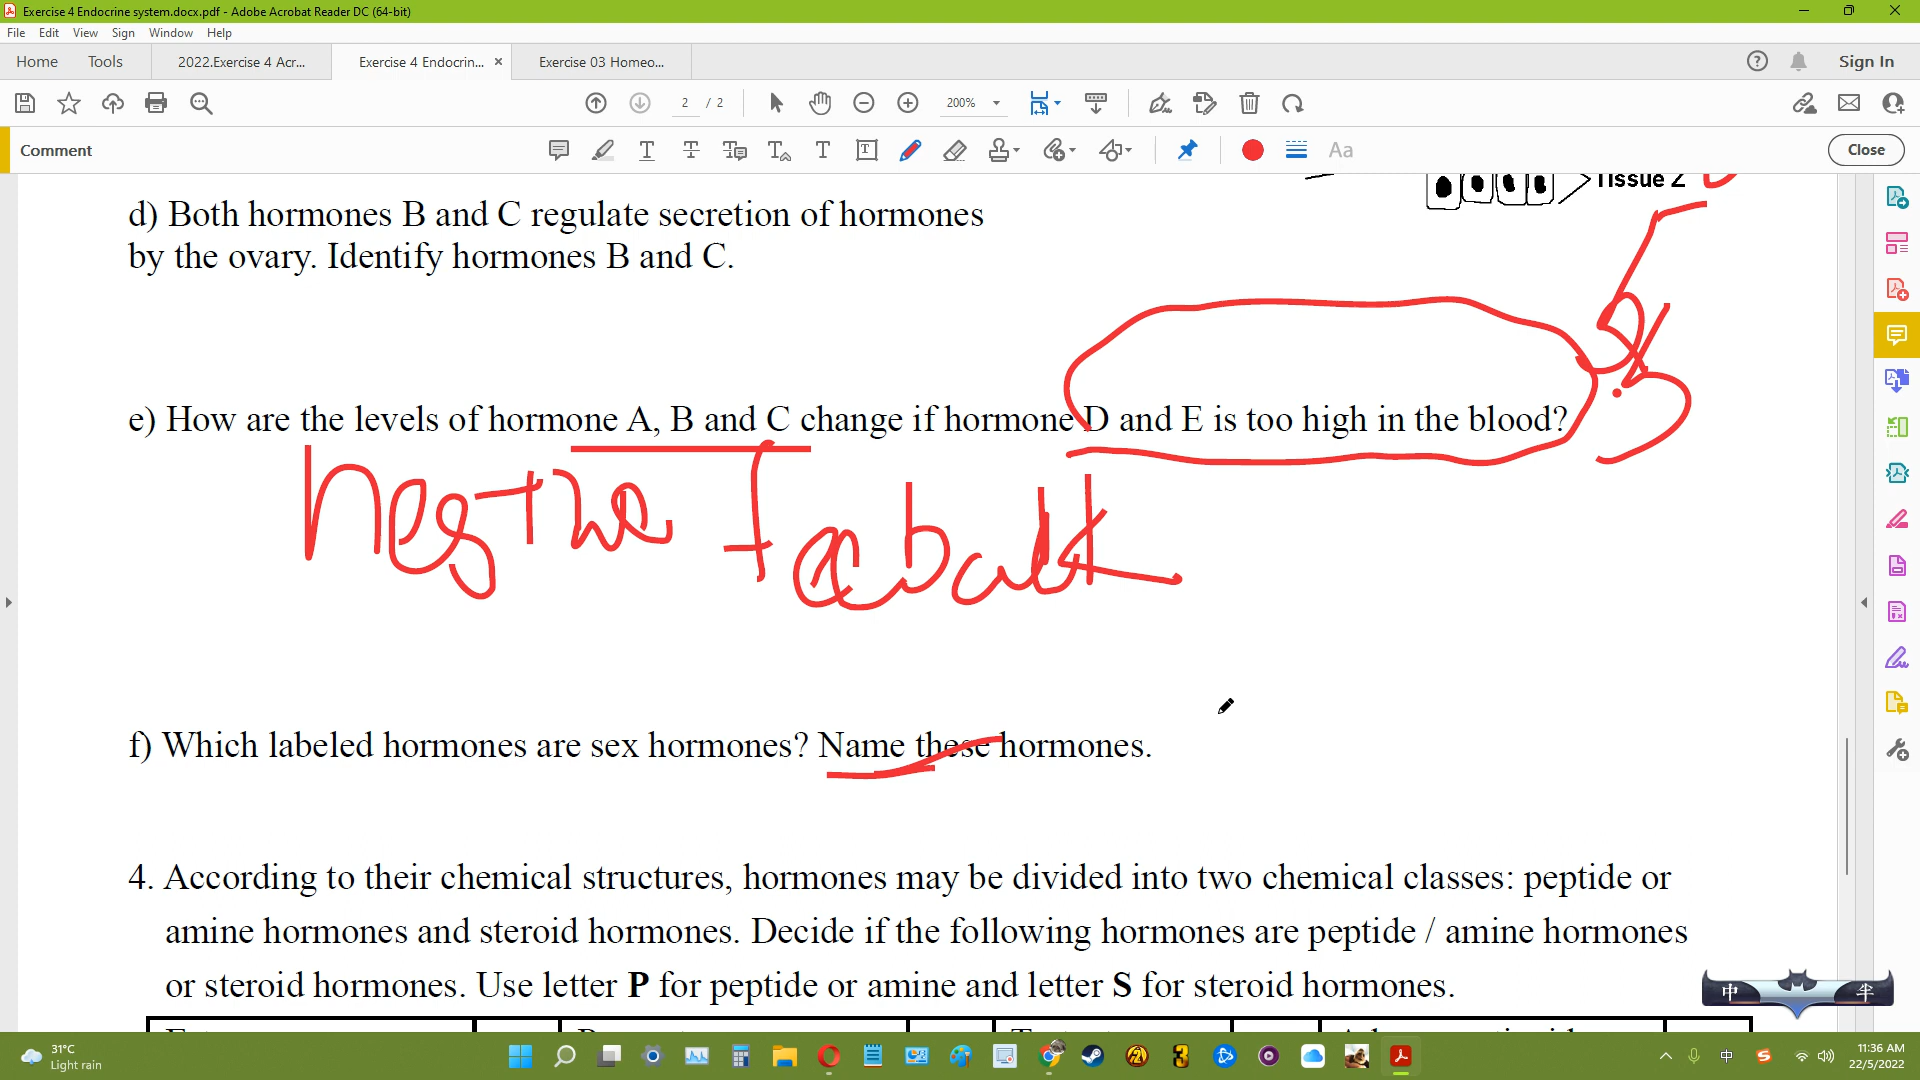 Exercise 4 Endocrine system.docx.pdf - Adobe Acrobat Reader DC (64-bit)
File Edit View Sign Window Help
Home Tools 2022.Exercise 4 Acr... Exercise 4 Endocrin... Exercise 03 Homeo... Sign In
2 / 2 200%
Comment Aa Close
Tissue 2
d) Both hormones B and C regulate secretion of hormones
by the ovary. Identify hormones B and C.
e) How are the levels of hormone A, B and C change if hormone D and E is too high in the blood?
f) Which labeled hormones are sex hormones? Name these hormones.
4. According to their chemical structures, hormones may be divided into two chemical classes: peptide or
amine hormones and steroid hormones. Decide if the following hormones are peptide / amine hormones
or steroid hormones. Use letter P for peptide or amine and letter S for steroid hormones.
中
31°C
Light rain
中
11:36 AM
22/5/2022